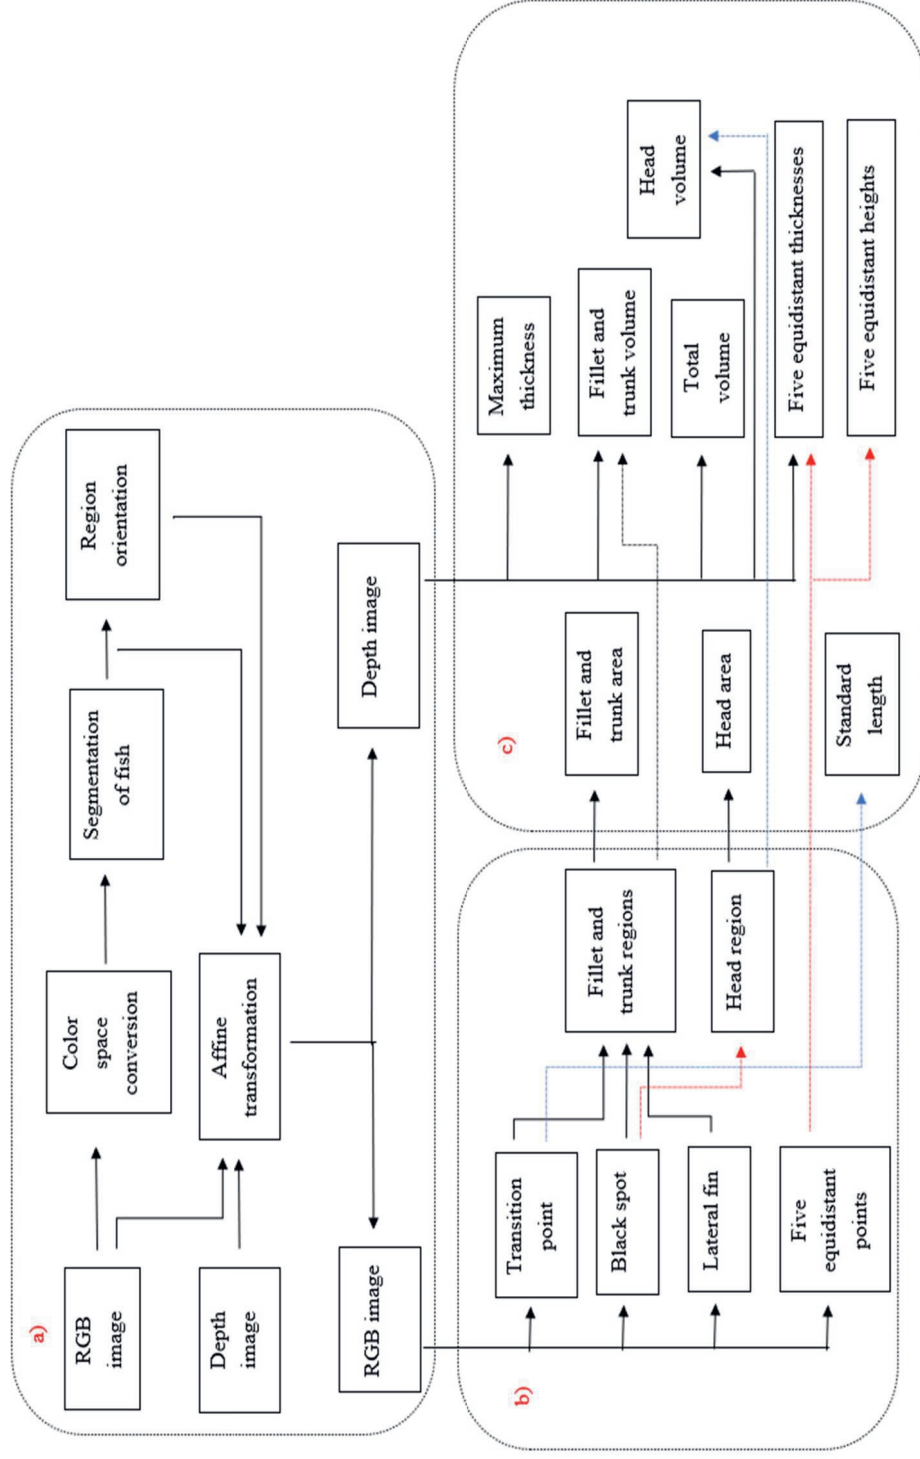 a)
RGB
image
Color
space
conversion
Segmentation
of fish
Region
orientation
Depth
image
Affine
transformation
RGB image
Depth image
b)
Transition
point
Black spot
Lateral fin
Five
equidistant
points
Fillet and
trunk regions
Head region
c)
Fillet and
trunk area
Head area
Standard
length
Maximum
thickness
Fillet and
trunk volume
Total
volume
Head
volume
Five equidistant thicknesses
Five equidistant heights